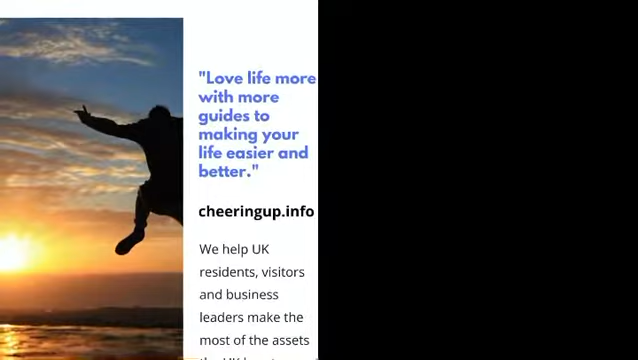 "Love life more
with more
guides to
making your
life easier and
better."
cheeringup.info
We help UK
residents, visitors
and business
leaders make the
most of the assets